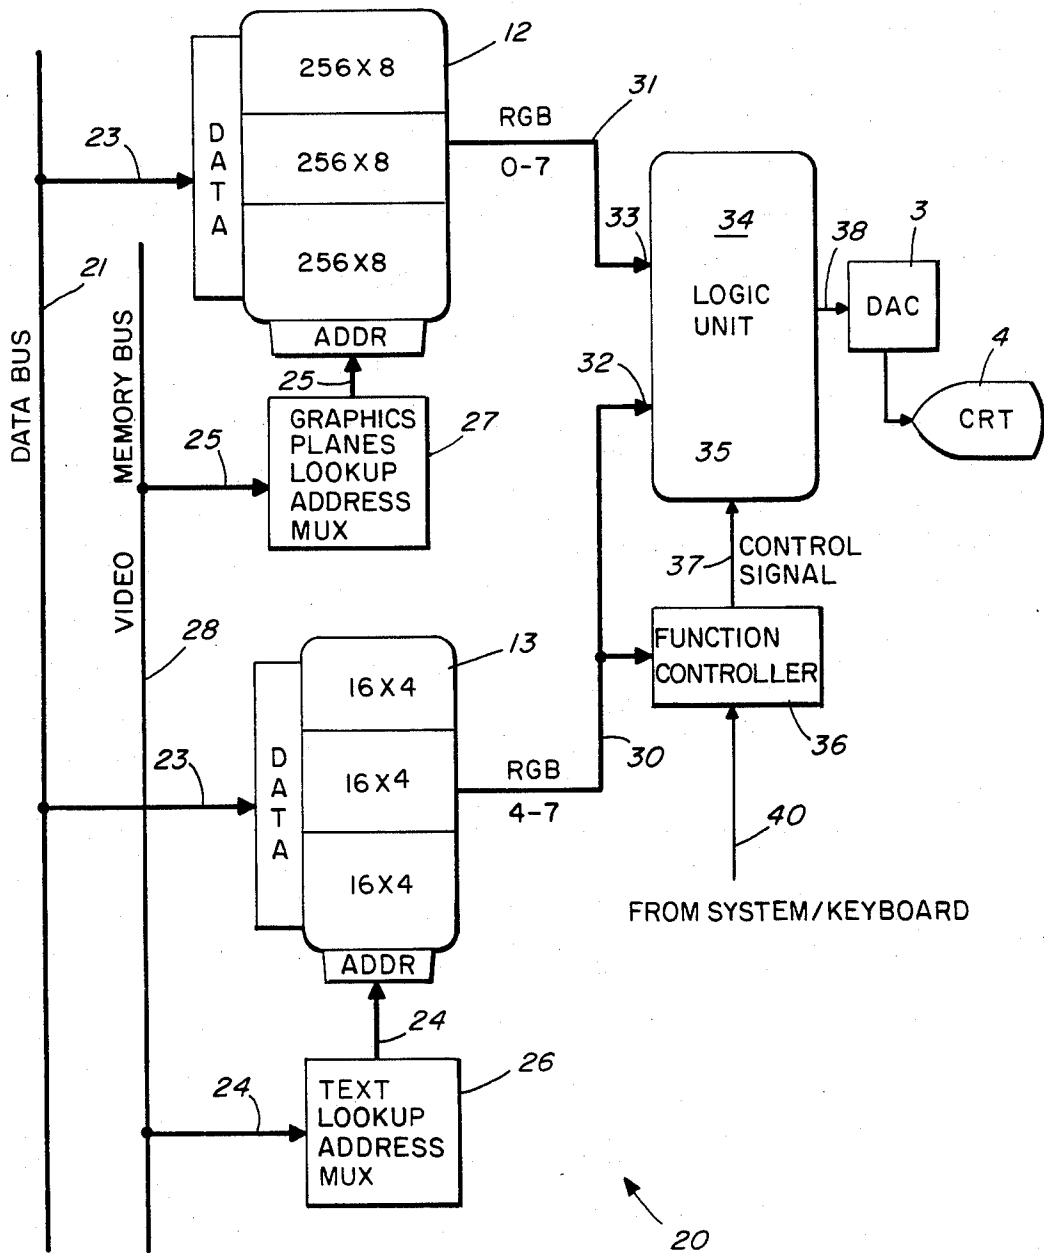 12
256X8
256X8
256X8
DATA
ADDR
23
RGB
0-7
31
33
34
LOGIC
UNIT
32
35
38
3
DAC
4
CRT
21
DATA BUS
VIDEO MEMORY BUS
28
25
25
GRAPHICS
PLANES
LOOKUP
ADDRESS
MUX
27
37
CONTROL
SIGNAL
FUNCTION
CONTROLLER
36
13
16X4
16X4
16X4
DATA
ADDR
23
RGB
4-7
30
40
FROM SYSTEM/KEYBOARD
24
24
TEXT
LOOKUP
ADDRESS
MUX
26
20